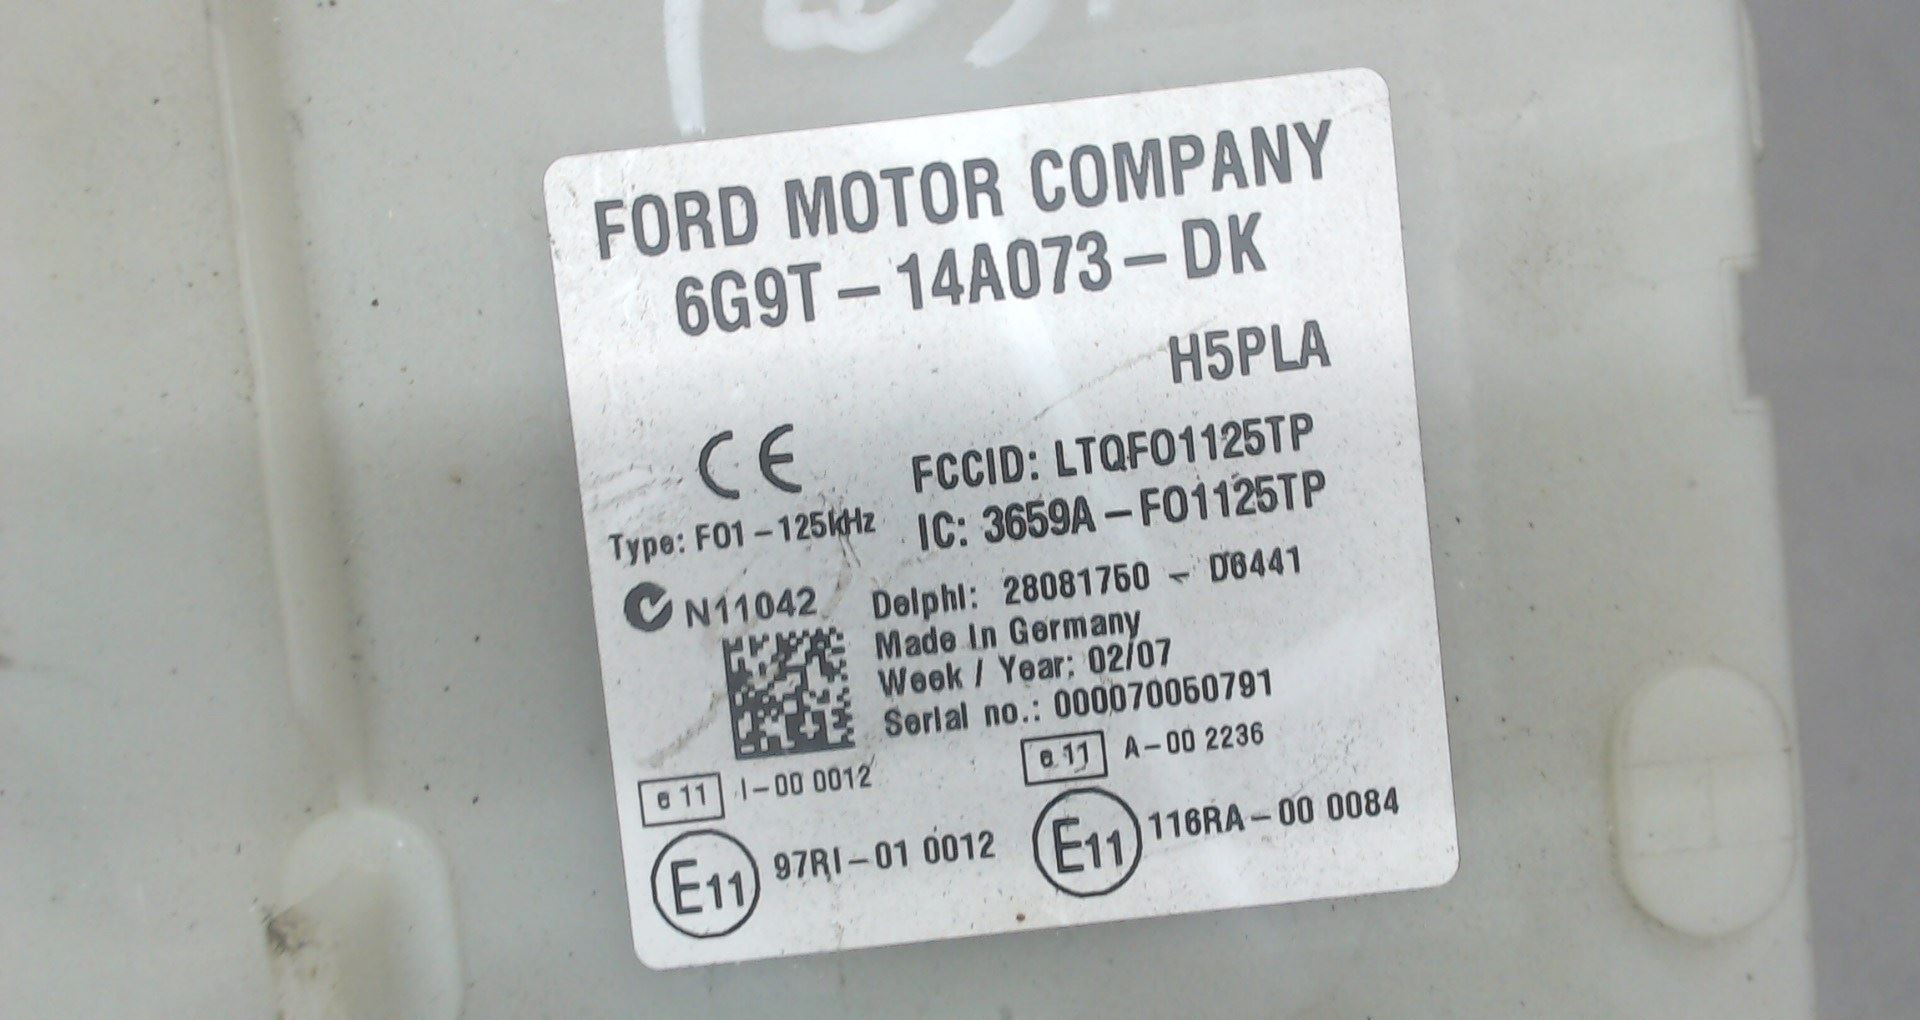 FORD MOTOR COMPANY
6G9T-14A073-DK
H5PLA
CE
FCCID: LTQFO1125TP
Type: FO1-125kHz
IC: 3659A-FO1125TP
N11042
Delphi: 28081750 - D6441
Made in Germany
Week / Year: 02/07
Serial no.: 000070050791
e 11 I-00 0012
e 11 A-00 2236
E11 97RI-01 0012
E11 116RA-00 0084